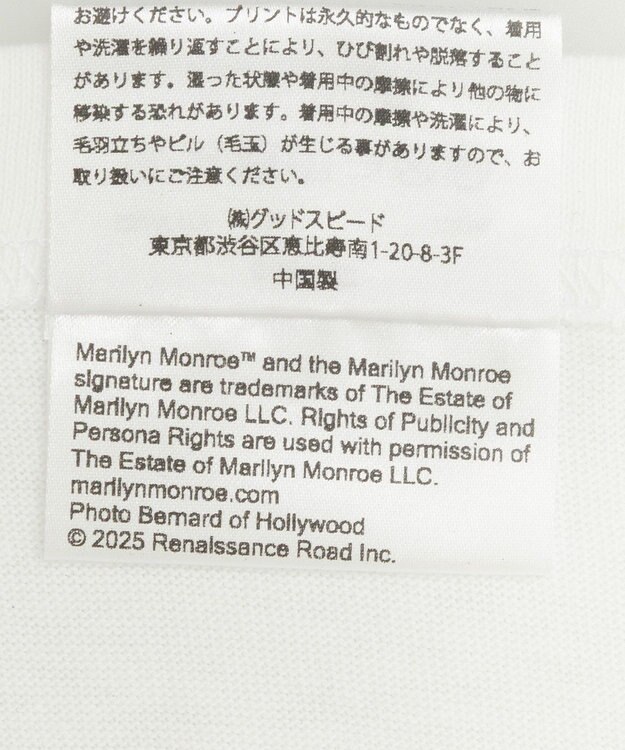 お避けください。プリントは永久的なものでなく、着用
や洗濯を繰り返すことにより、ひび割れや脱落すること
があります。湿った状態や着用中の摩擦により他の物に
移染する恐れがあります。着用中の摩擦や洗濯により、
毛羽立ちやピル（毛玉）が生じる事がありますので、お
取り扱いにご注意ください。
㈱グッドスピード
東京都渋谷区恵比寿南1-20-8-3F
中国製
Marilyn Monroe™ and the Marilyn Monroe
signature are trademarks of The Estate of
Marilyn Monroe LLC. Rights of Publicity and
Persona Rights are used with permission of
The Estate of Marilyn Monroe LLC.
marilynmonroe.com
Photo Bernard of Hollywood
© 2025 Renaissance Road Inc.